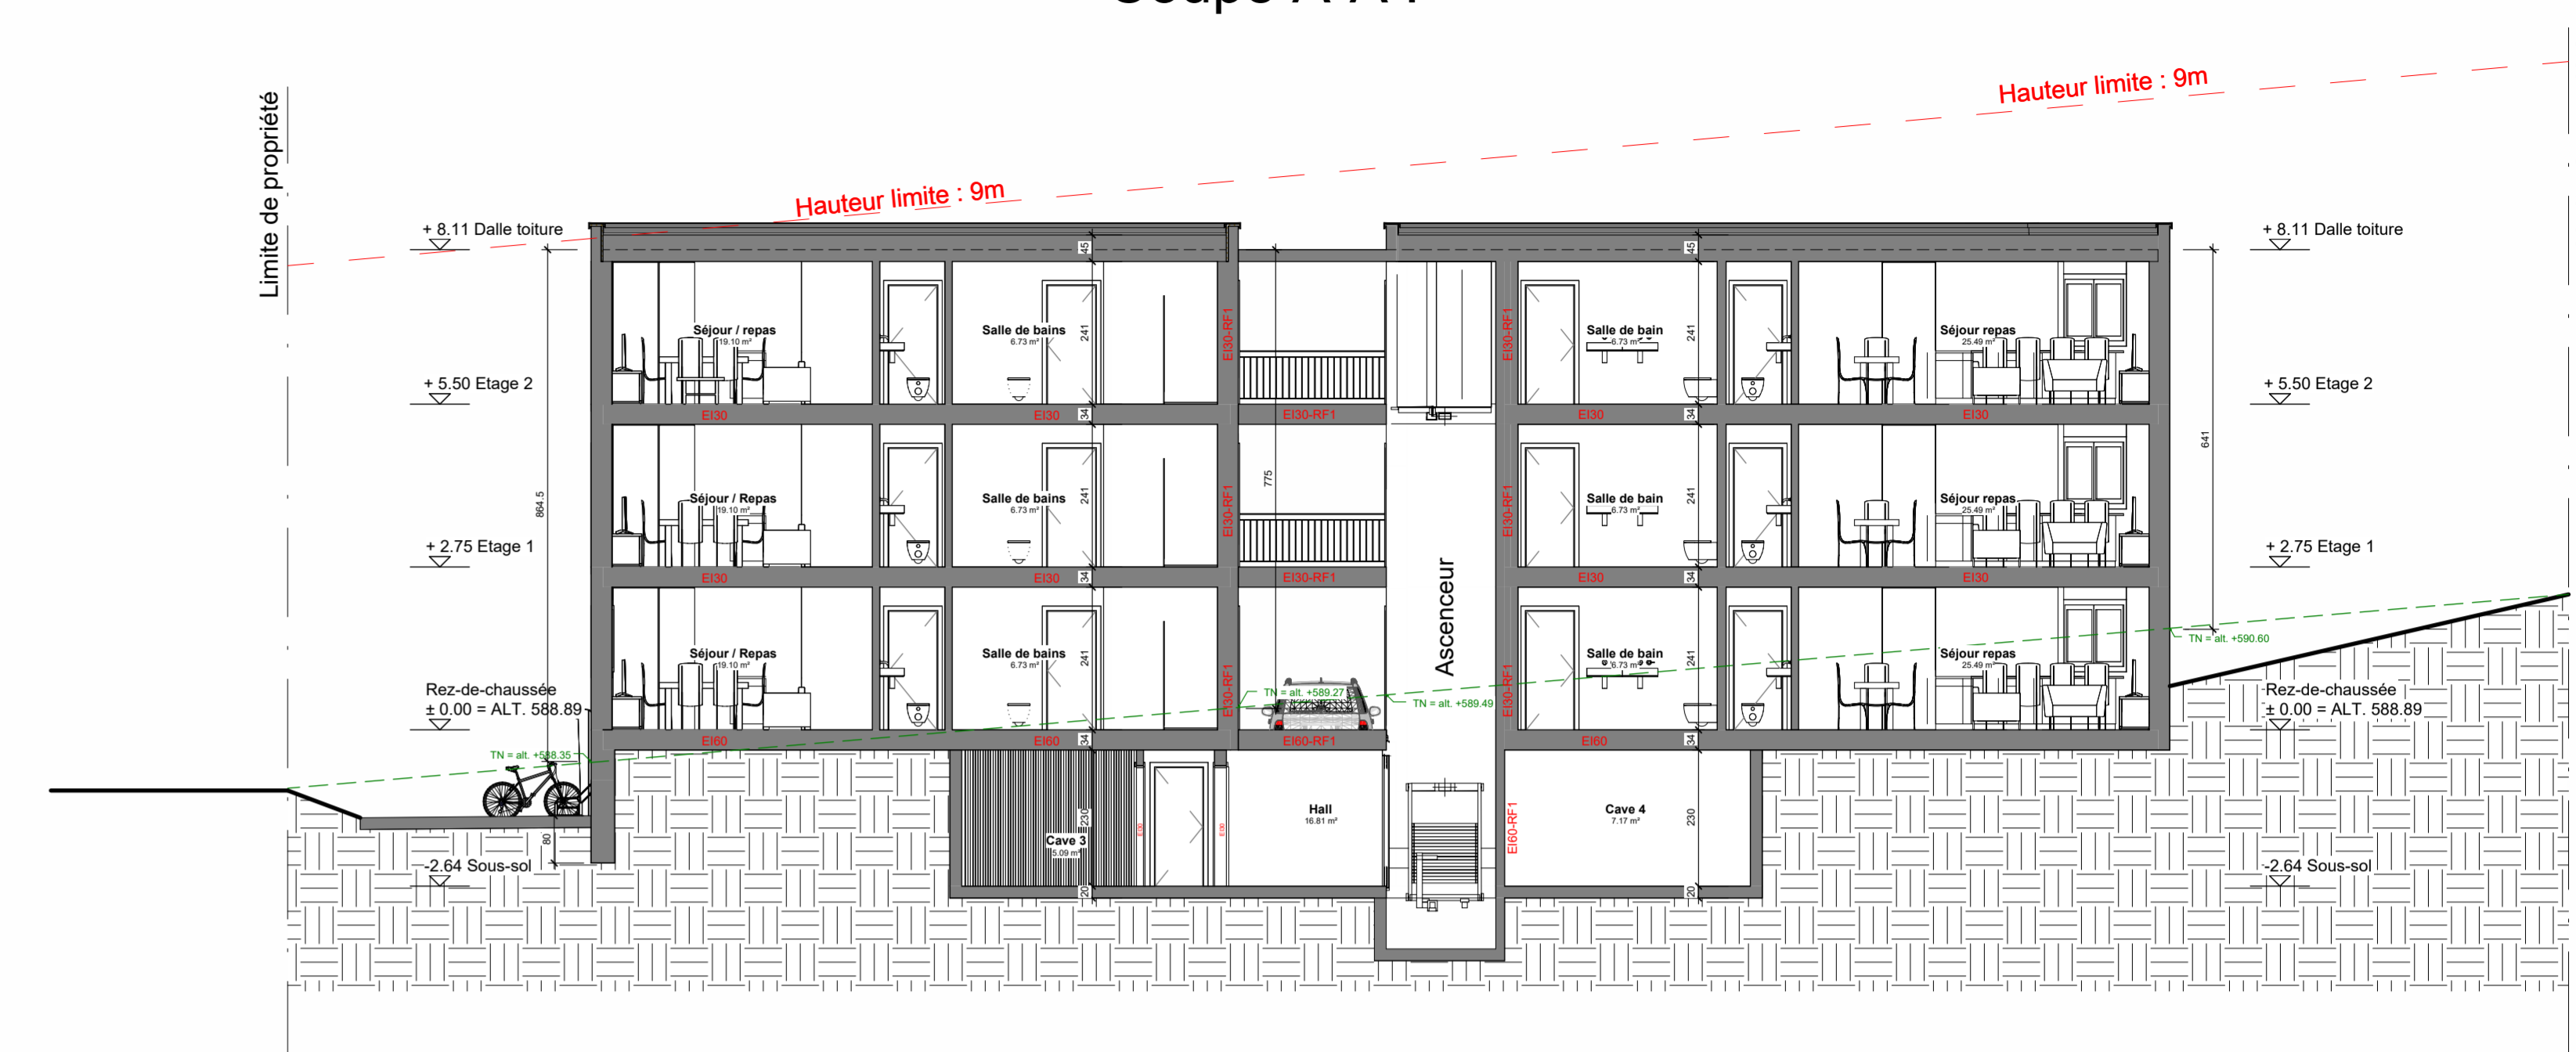 Hauteur limite : 9m
Limite de propriété
Hauteur limite : 9m
+ 8.11 Dalle toiture
+ 8.11 Dalle toiture
45
45
Séjour / repas
19.10 m²
Salle de bains
6.73 m²
241
EI30-RF1
EI30-RF1
Salle de bain
6.73 m²
241
Séjour repas
25.49 m²
+ 5.50 Etage 2
+ 5.50 Etage 2
EI30
EI30
34
EI30-RF1
EI30
34
EI30
641
864.5
775
Séjour / Repas
19.10 m²
Salle de bains
6.73 m²
241
EI30-RF1
EI30-RF1
Salle de bain
6.73 m²
241
Séjour repas
25.49 m²
+ 2.75 Etage 1
+ 2.75 Etage 1
EI30
EI30
34
EI30-RF1
EI30
34
EI30
Ascenceur
TN = alt. +590.60
Séjour / Repas
19.10 m²
Salle de bains
6.73 m²
241
EI30-RF1
EI30-RF1
Salle de bain
6.73 m²
241
Séjour repas
25.49 m²
TN = alt. +589.27
TN = alt. +589.49
Rez-de-chaussée
± 0.00 = ALT. 588.89
Rez-de-chaussée
± 0.00 = ALT. 588.89
EI60
EI60
34
EI60-RF1
EI60
34
TN = alt. +588.35
80
Cave 3
5.09 m²
230
Hall
16.81 m²
EI60-RF1
Cave 4
7.17 m²
230
-2.64 Sous-sol
-2.64 Sous-sol
20
20